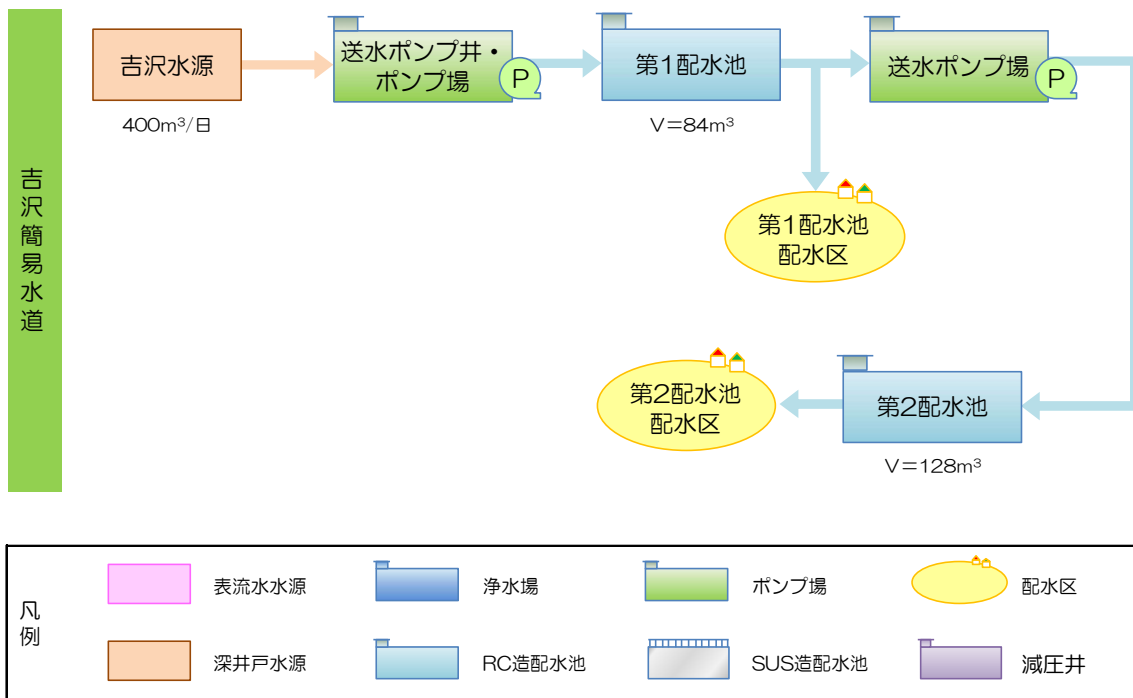 吉沢簡易水道
吉沢水源
400m³/日
送水ポンプ井・
ポンプ場
P
第1配水池
V=84m³
送水ポンプ場
P
第1配水池
配水区
第2配水池
配水区
第2配水池
V=128m³
凡例
表流水水源
浄水場
ポンプ場
配水区
深井戸水源
RC造配水池
SUS造配水池
減圧井